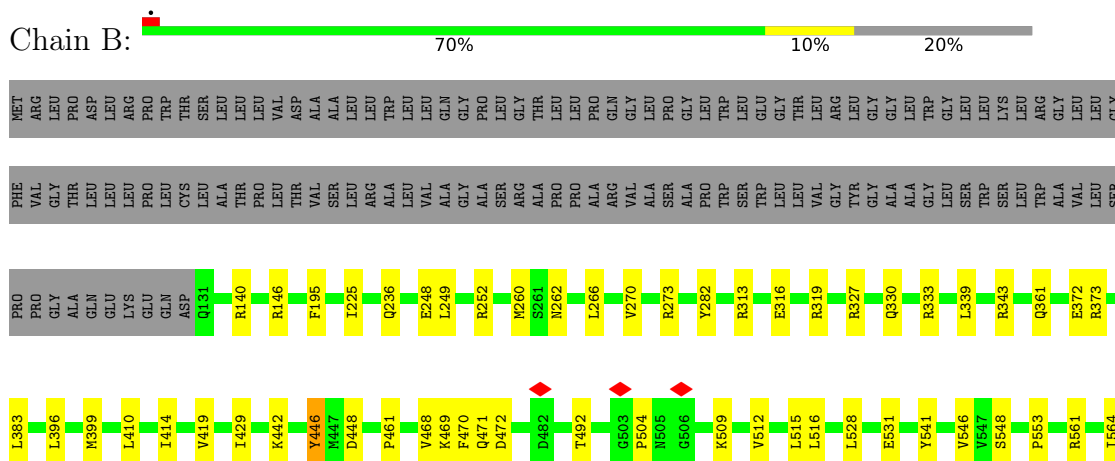 Chain B:
70% 10% 20%
MET ARG LEU PRO ASP LEU ARG PRO TRP THR SER LEU LEU LEU VAL ASP ALA ALA LEU TRP LEU LEU GLN GLY PRO LEU GLY THR LEU LEU PRO GLN GLY LEU PRO GLY LEU TRP LEU GLU GLY THR LEU ARG LEU GLY GLY LEU TRP GLY LEU LEU LYS LEU ARG GLY LEU LEU GLY
PHE VAL GLY THR LEU LEU LEU PRO LEU CYS LEU ALA THR PRO LEU THR VAL SER LEU ARG ALA LEU VAL ALA GLY ALA SER ARG ALA PRO PRO ALA ARG VAL ALA SER ALA PRO TRP SER TRP LEU LEU VAL GLY TYR GLY ALA ALA GLY LEU SER TRP SER LEU TRP ALA VAL LEU SER
PRO PRO GLY ALA GLN GLU LYS GLU GLN ASP Q131 R140 R146 F195 I225 Q236 E248 L249 R252 M260 S261 N262 L266 V270 R273 Y282 R313 E316 R319 R327 Q330 R333 L339 R343 Q361 E372 R373
L383 L396 M399 L410 I414 V419 I429 K442 Y446 M447 D448 P461 V468 K469 F470 Q471 D472 D482 T492 G503 P504 N505 G506 K509 V512 L515 L516 L528 E531 Y541 V546 V547 S548 P553 R561 I564